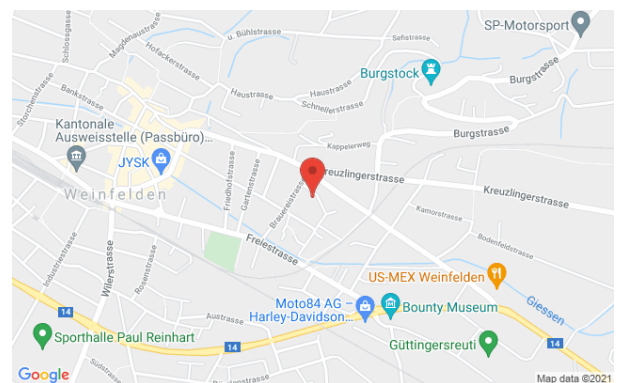 SP-Motorsport
u. Bühlstrasse
Sefistrasse
Schlossgasse
Magdenaustrasse
Hofackerstrasse
Burgstock
Burgstrasse
Haustrasse
Haustrasse
Storchenstrasse
Bankstrasse
Schnellerstrasse
Kantonale
Ausweisstelle (Passbüro)...
Burgstrasse
Kappelerweg
JYSK
Kreuzlingerstrasse
Kreuzlingerstrasse
Weinfelden
Friedhofstrasse
Gartenstrasse
Brauereistrasse
Kamorstrasse
Bodenfeldstrasse
Freiestrasse
Industriestrasse
Wilerstrasse
Rosenstrasse
US-MEX Weinfelden
Giessen
Moto84 AG –
Harley-Davidson...
Bounty Museum
14
Austrasse
Sporthalle Paul Reinhart
14
Güttingersreuti
14
Südstrasse
Dufourstrasse
Google
Map data ©2021